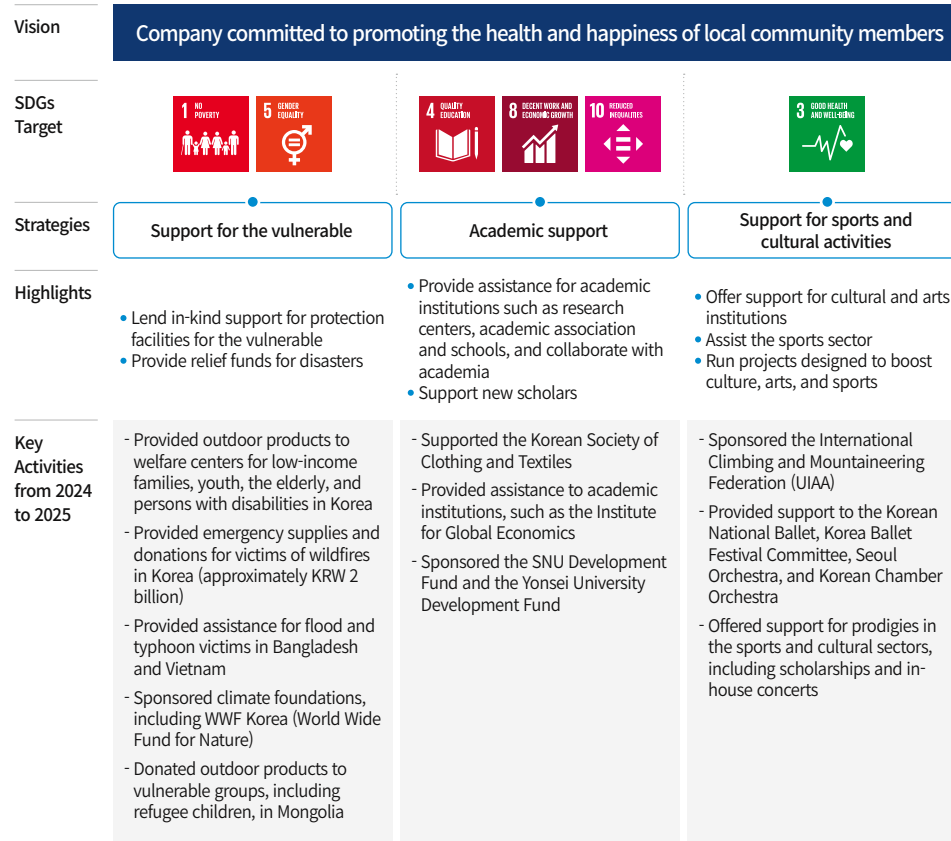 Vision
Company committed to promoting the health and happiness of local community members
SDGs
Target
1 NO
POVERTY
5 GENDER
EQUALITY
4 QUALITY
EDUCATION
8 DECENT WORK AND
ECONOMIC GROWTH
10 REDUCED
INEQUALITIES
3 GOOD HEALTH
AND WELL-BEING
Strategies
Support for the vulnerable
Academic support
Support for sports and
cultural activities
Highlights
• Lend in-kind support for protection
facilities for the vulnerable
• Provide relief funds for disasters
• Provide assistance for academic
institutions such as research
centers, academic association
and schools, and collaborate with
academia
• Support new scholars
• Offer support for cultural and arts
institutions
• Assist the sports sector
• Run projects designed to boost
culture, arts, and sports
Key
Activities
from 2024
to 2025
- Provided outdoor products to
welfare centers for low-income
families, youth, the elderly, and
persons with disabilities in Korea
- Provided emergency supplies and
donations for victims of wildfires
in Korea (approximately KRW 2
billion)
- Provided assistance for flood and
typhoon victims in Bangladesh
and Vietnam
- Sponsored climate foundations,
including WWF Korea (World Wide
Fund for Nature)
- Donated outdoor products to
vulnerable groups, including
refugee children, in Mongolia
- Supported the Korean Society of
Clothing and Textiles
- Provided assistance to academic
institutions, such as the Institute
for Global Economics
- Sponsored the SNU Development
Fund and the Yonsei University
Development Fund
- Sponsored the International
Climbing and Mountaineering
Federation (UIAA)
- Provided support to the Korean
National Ballet, Korea Ballet
Festival Committee, Seoul
Orchestra, and Korean Chamber
Orchestra
- Offered support for prodigies in
the sports and cultural sectors,
including scholarships and in-
house concerts